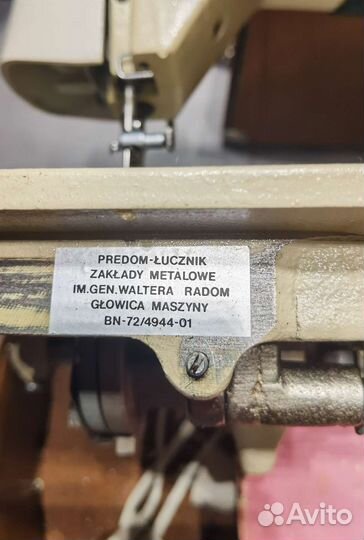 PREDOM-ŁUCZNIK
ZAKŁADY METALOWE
IM.GEN.WALTERA RADOM
GŁOWICA MASZYNY
BN-72/4944-01
Avito